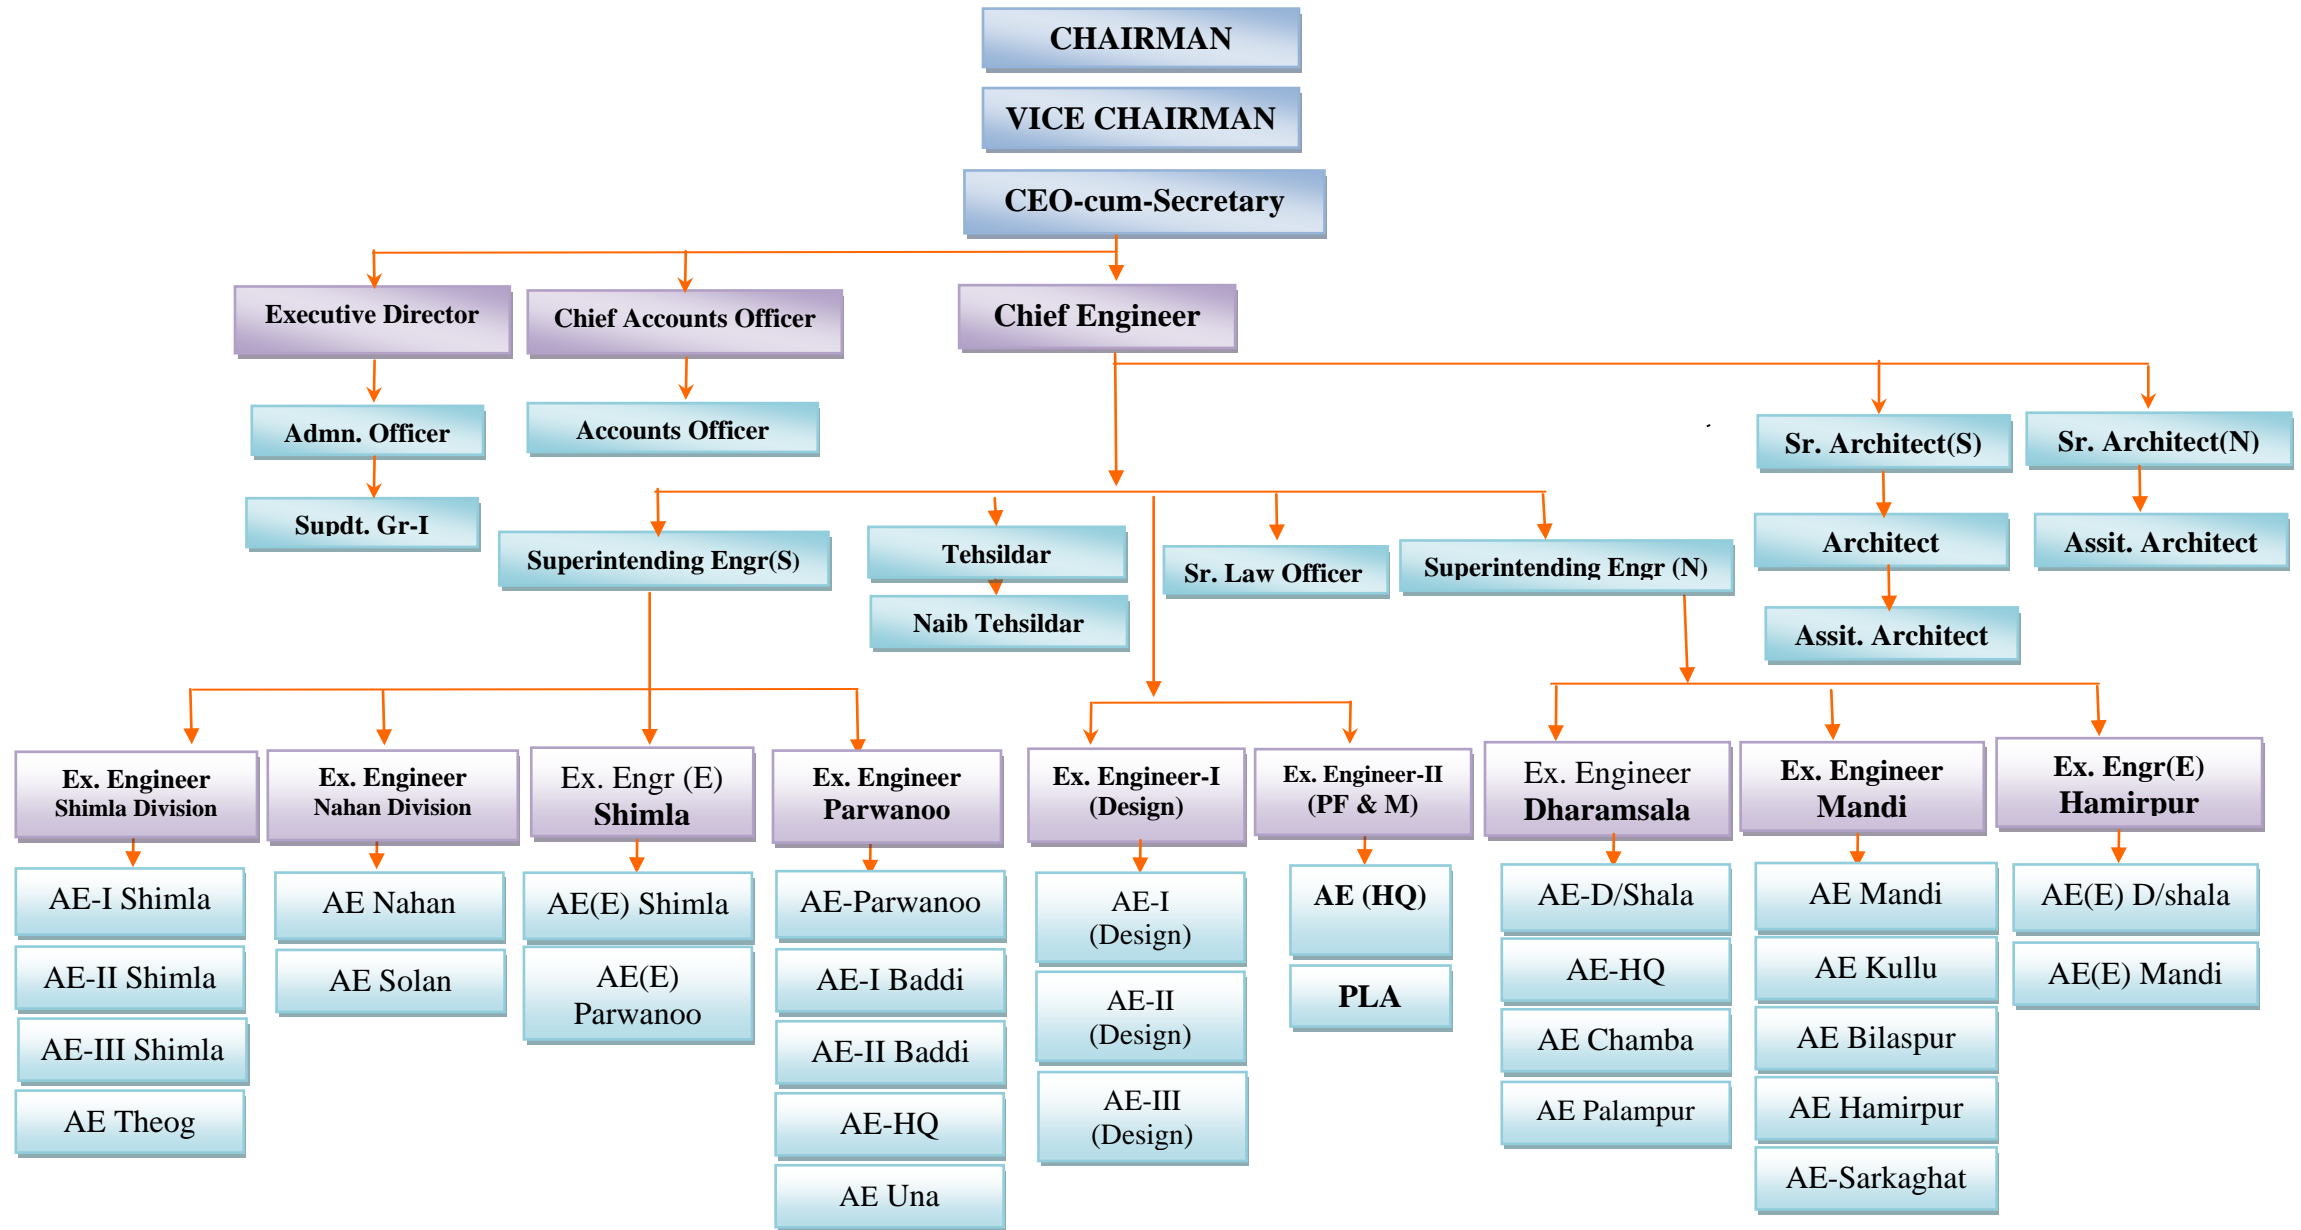 CHAIRMAN
VICE CHAIRMAN
CEO-cum-Secretary
Executive Director
Chief Accounts Officer
Chief Engineer
Admn. Officer
Accounts Officer
Sr. Architect(S)
Sr. Architect(N)
Supdt. Gr-I
Superintending Engr(S)
Tehsildar
Sr. Law Officer
Superintending Engr (N)
Architect
Assit. Architect
Naib Tehsildar
Assit. Architect
Ex. Engineer
Shimla Division
Ex. Engineer
Nahan Division
Ex. Engr (E)
Shimla
Ex. Engineer
Parwanoo
Ex. Engineer-I
(Design)
Ex. Engineer-II
(PF & M)
Ex. Engineer
Dharamsala
Ex. Engineer
Mandi
Ex. Engr(E)
Hamirpur
AE-I Shimla
AE-II Shimla
AE-III Shimla
AE Theog
AE Nahan
AE Solan
AE(E) Shimla
AE(E)
Parwanoo
AE-Parwanoo
AE-I Baddi
AE-II Baddi
AE-HQ
AE Una
AE-I
(Design)
AE-II
(Design)
AE-III
(Design)
AE (HQ)
PLA
AE-D/Shala
AE-HQ
AE Chamba
AE Palampur
AE Mandi
AE Kullu
AE Bilaspur
AE Hamirpur
AE-Sarkaghat
AE(E) D/shala
AE(E) Mandi